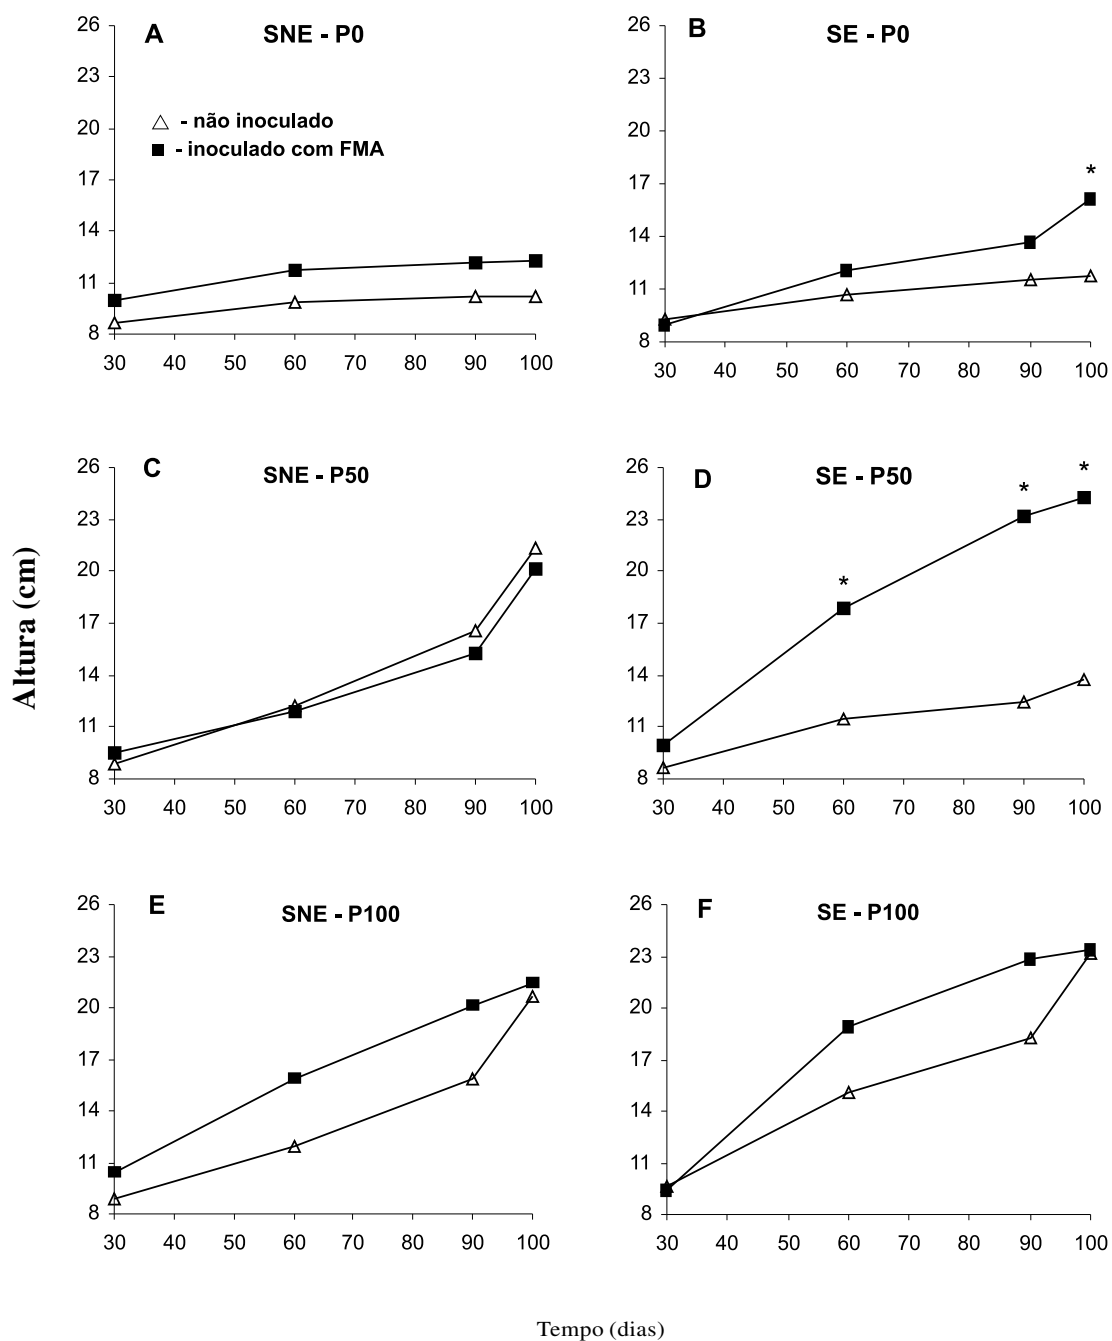 A SNE - P0
26
23
20
17
14
11
8
△ - não inoculado
■ - inoculado com FMA
30 40 50 60 70 80 90 100
B SE - P0
26
23
20
17
14
11
8
*
30 40 50 60 70 80 90 100
Altura (cm)
C SNE - P50
26
23
20
17
14
11
8
30 40 50 60 70 80 90 100
D SE - P50
26
23
20
17
14
11
8
* * *
30 40 50 60 70 80 90 100
E SNE - P100
26
23
20
17
14
11
8
30 40 50 60 70 80 90 100
F SE - P100
26
23
20
17
14
11
8
30 40 50 60 70 80 90 100
Tempo (dias)